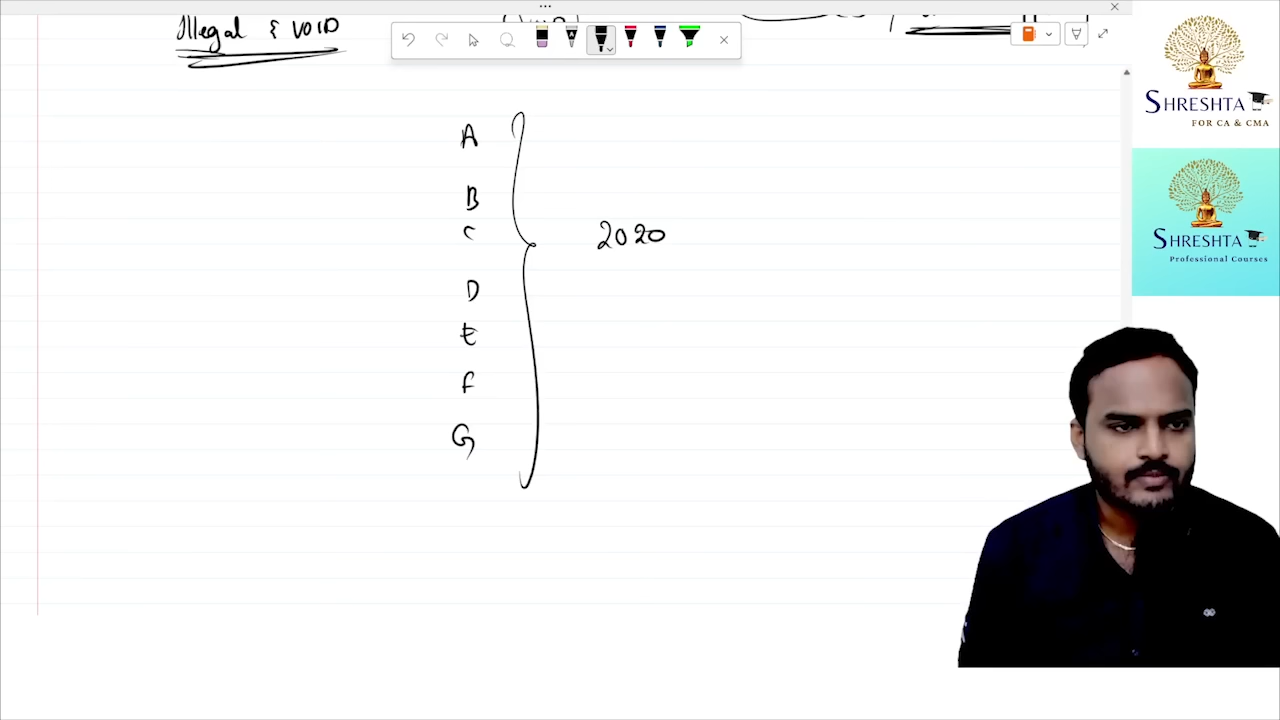 Illegal & VOID
A
B
C
D
E
F
G
2020
SHRESHTA
FOR CA & CMA
SHRESHTA
Professional Courses